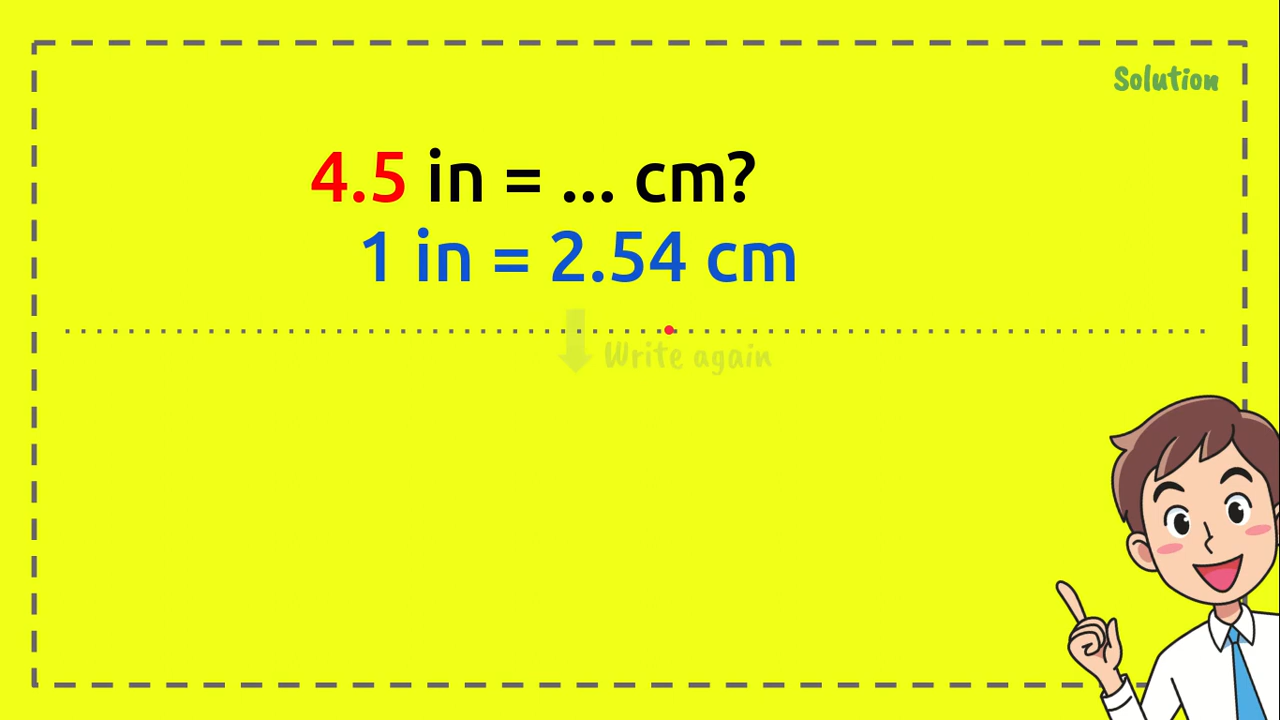 Solution
4.5 in = ... cm?
1 in = 2.54 cm
Write again